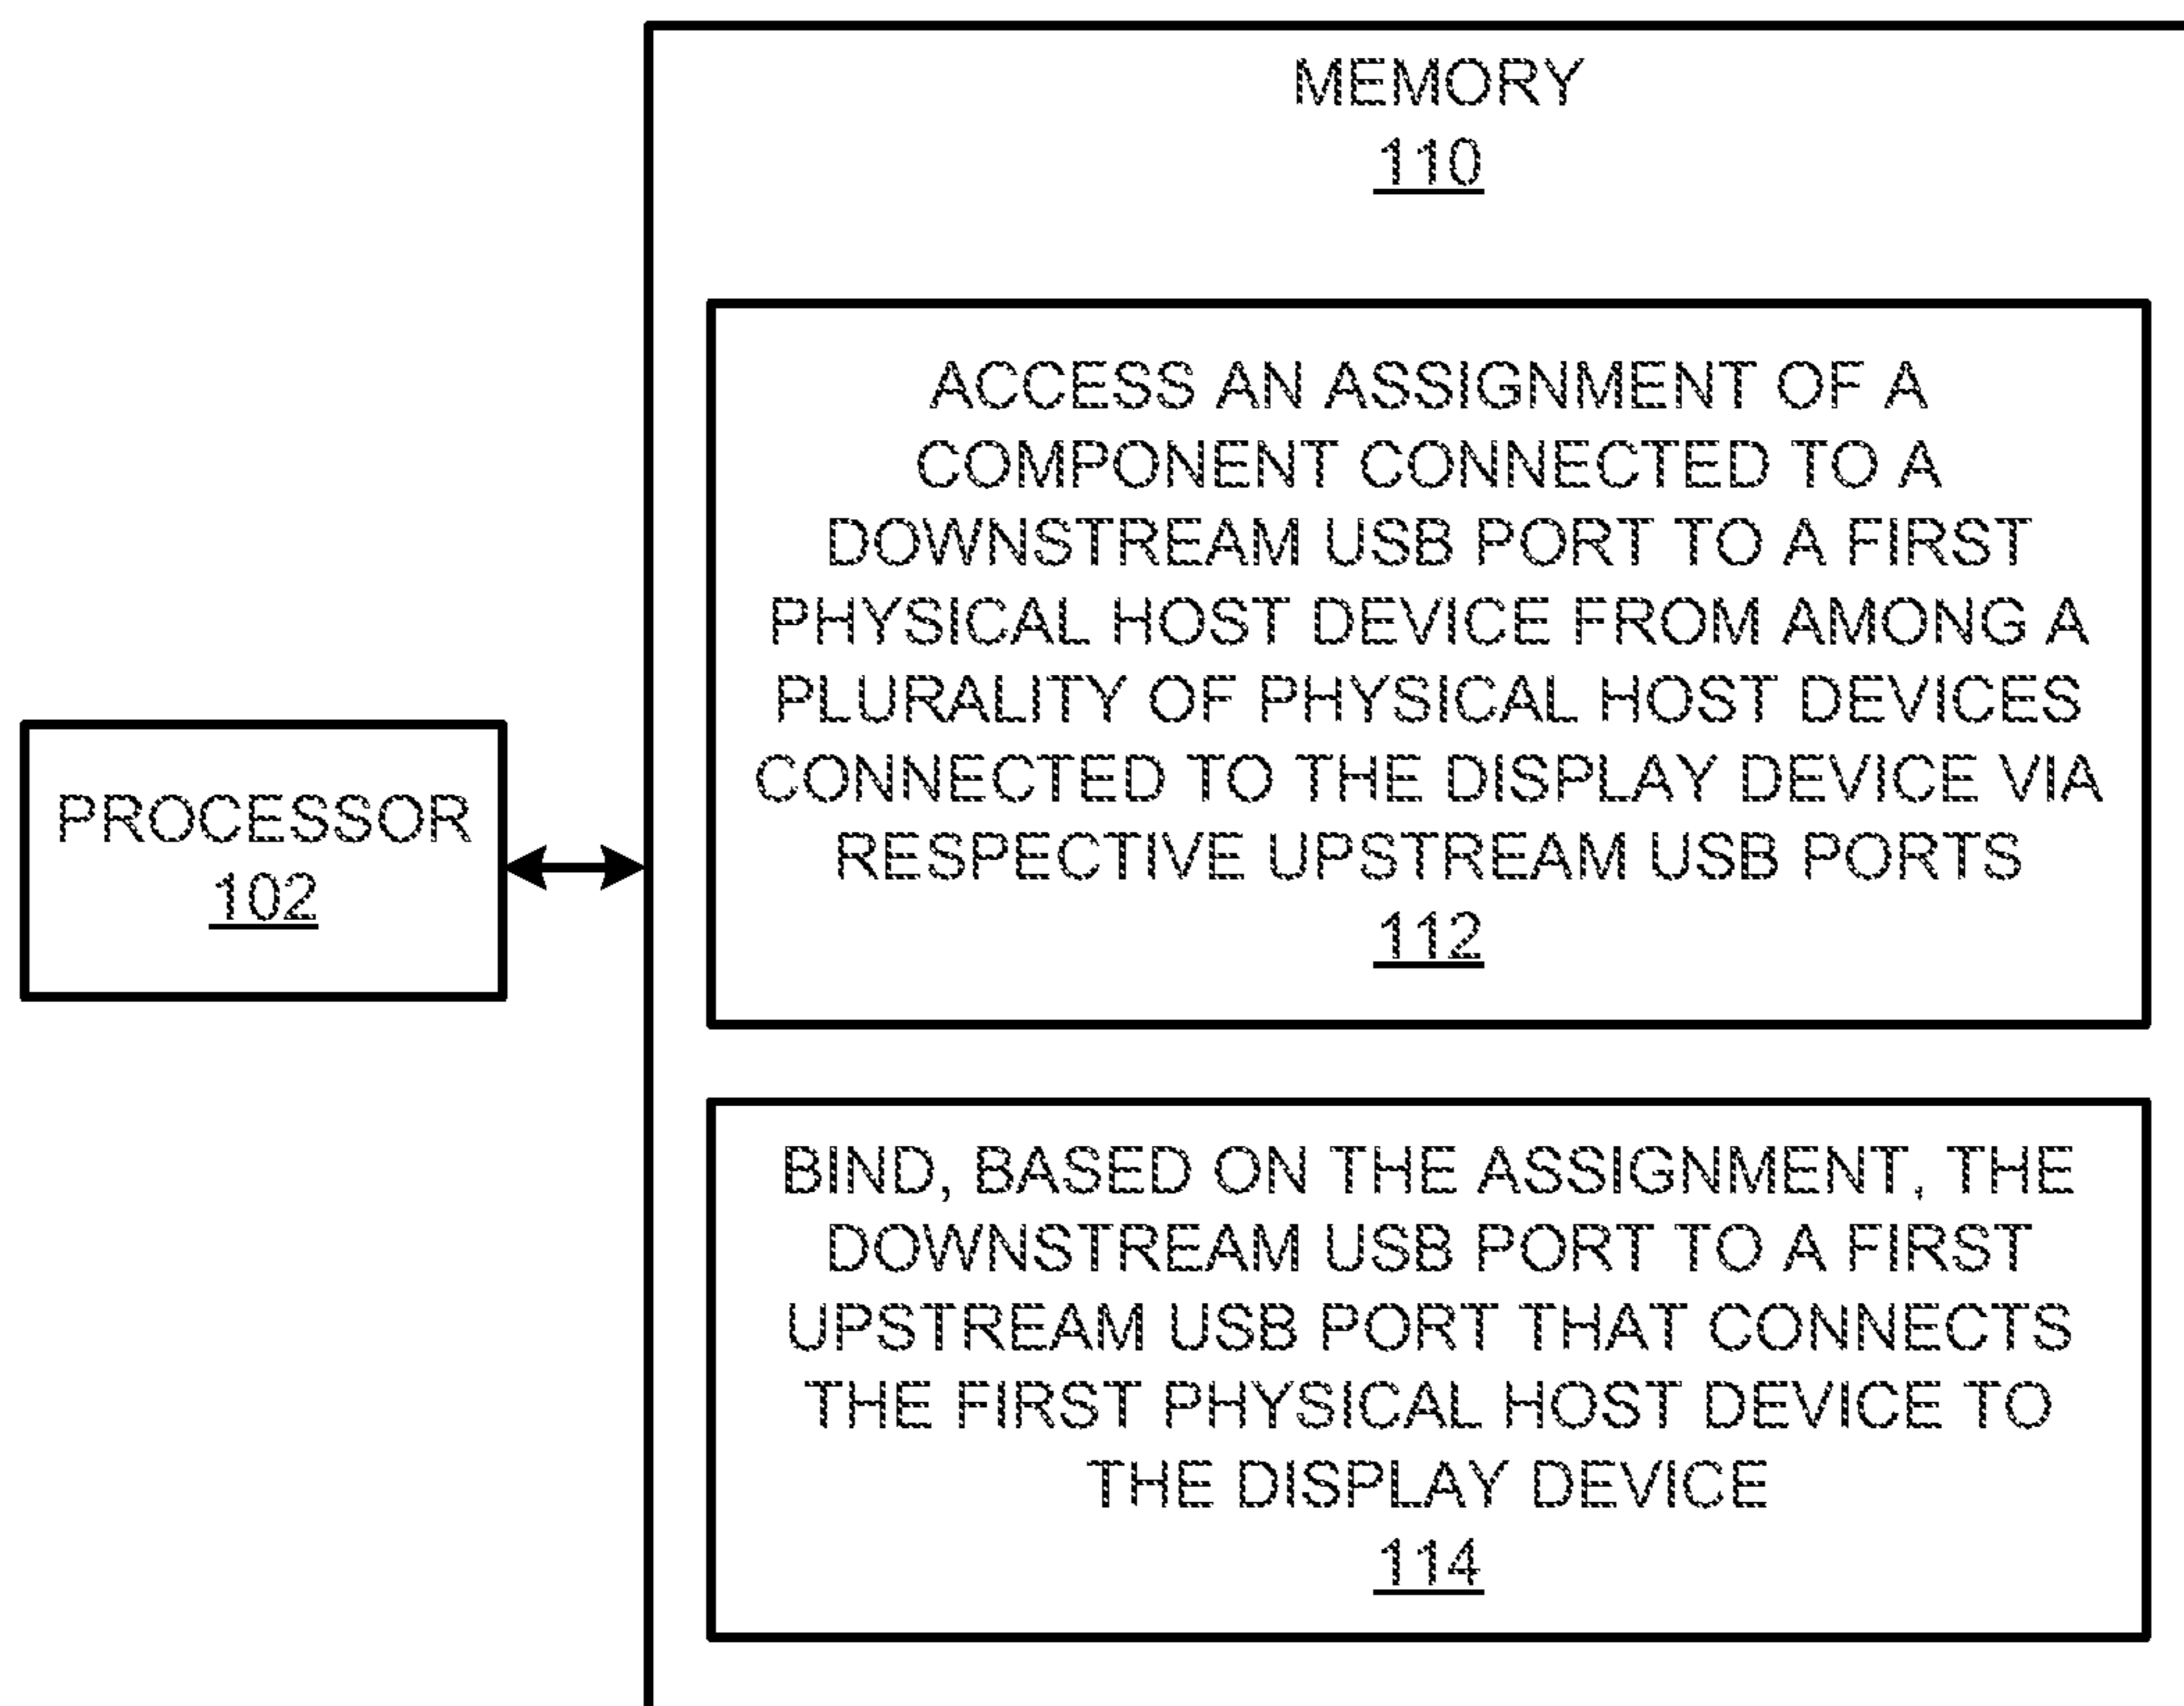 MEMORY
110
ACCESS AN ASSIGNMENT OF A
COMPONENT CONNECTED TO A
DOWNSTREAM USB PORT TO A FIRST
PHYSICAL HOST DEVICE FROM AMONG A
PLURALITY OF PHYSICAL HOST DEVICES
CONNECTED TO THE DISPLAY DEVICE VIA
RESPECTIVE UPSTREAM USB PORTS
112
PROCESSOR
102
BIND, BASED ON THE ASSIGNMENT, THE
DOWNSTREAM USB PORT TO A FIRST
UPSTREAM USB PORT THAT CONNECTS
THE FIRST PHYSICAL HOST DEVICE TO
THE DISPLAY DEVICE
114